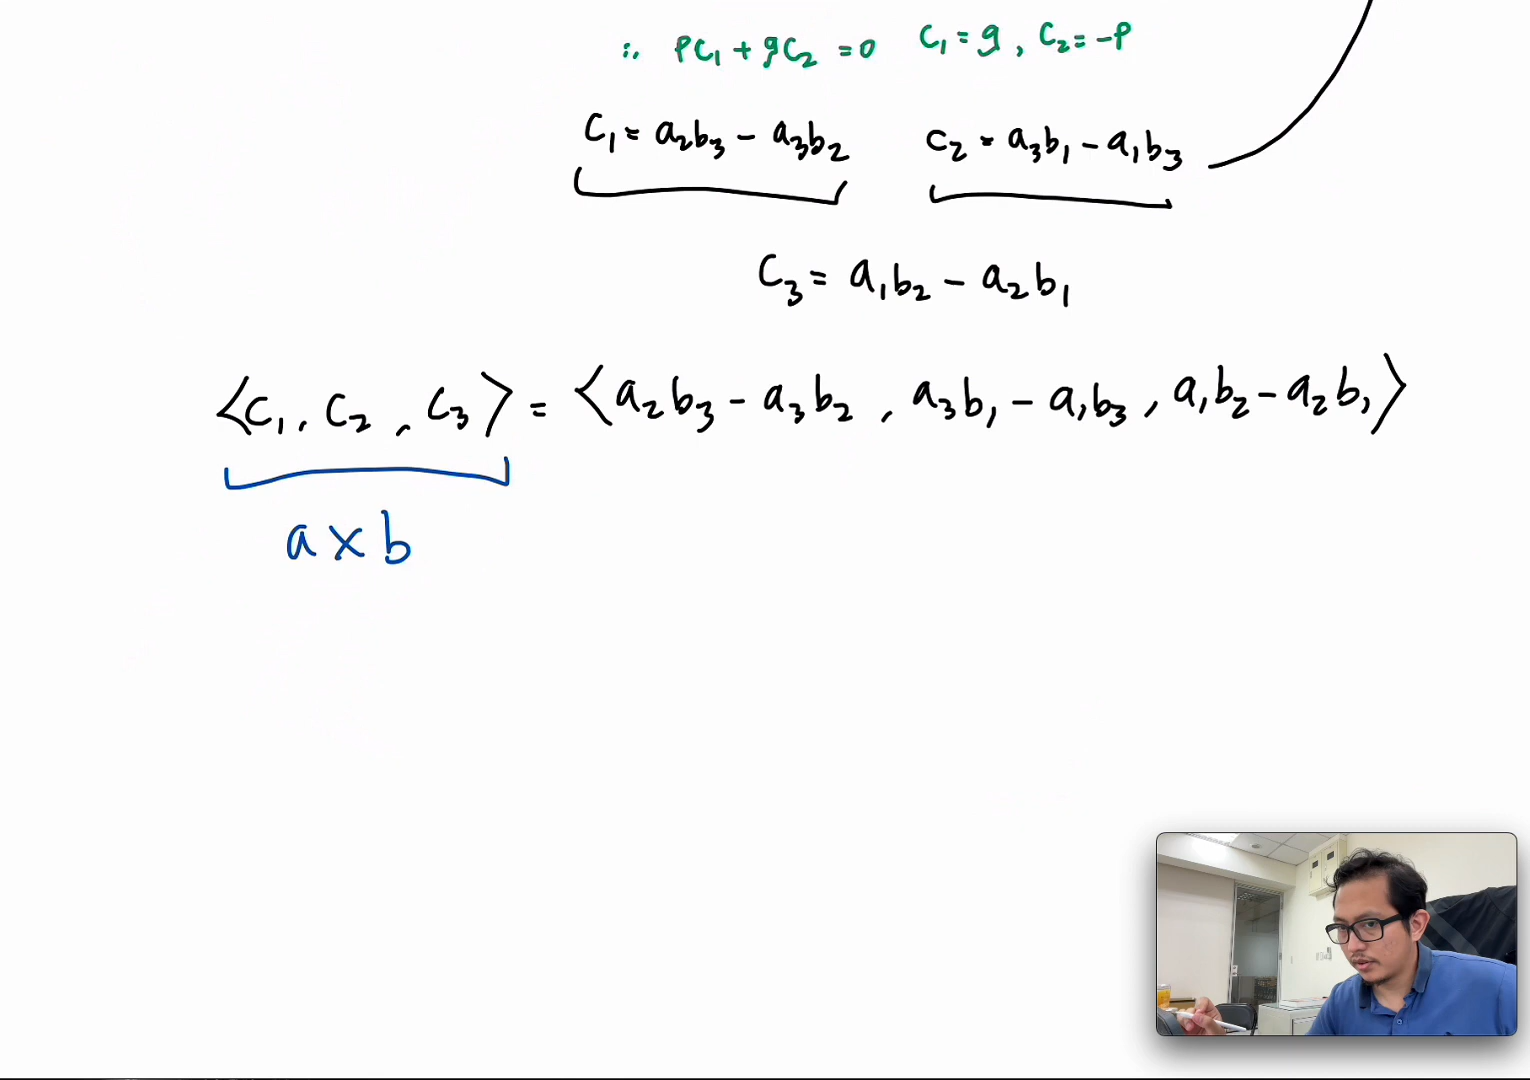 ∴ pc₁ + qc₂ = 0   c₁ = q, c₂ = -p
c₁ = a₂b₃ - a₃b₂   c₂ = a₃b₁ - a₁b₃
c₃ = a₁b₂ - a₂b₁
⟨c₁, c₂, c₃⟩ = ⟨a₂b₃ - a₃b₂, a₃b₁ - a₁b₃, a₁b₂ - a₂b₁⟩
a × b